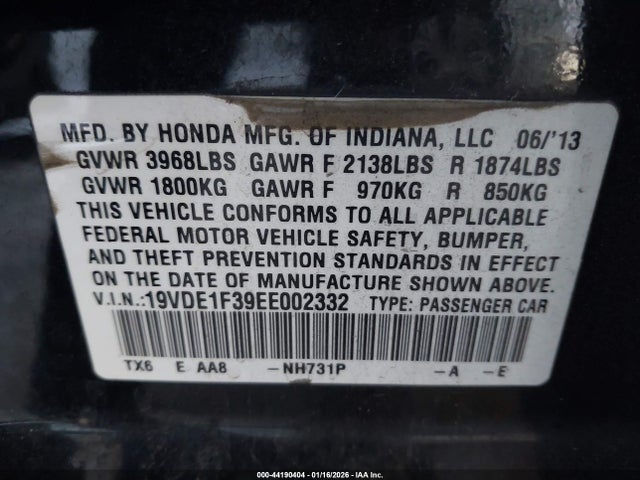 MFD. BY HONDA MFG. OF INDIANA, LLC 06/'13
GVWR 3968LBS GAWR F 2138LBS R 1874LBS
GVWR 1800KG GAWR F 970KG R 850KG
THIS VEHICLE CONFORMS TO ALL APPLICABLE
FEDERAL MOTOR VEHICLE SAFETY, BUMPER,
AND THEFT PREVENTION STANDARDS IN EFFECT
ON THE DATE OF MANUFACTURE SHOWN ABOVE.
V.I.N.:19VDE1F39EE002332 TYPE: PASSENGER CAR
TX6 E AA8 -NH731P -A -E
000-44190404 - 01/16/2026 - IAA Inc.